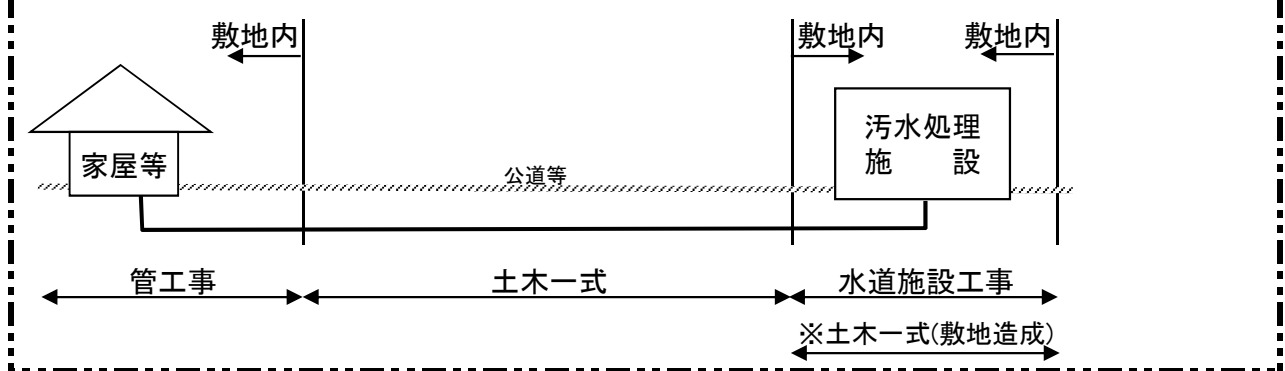 敷地内
敷地内
敷地内
家屋等
公道等
汚水処理
施　　設
管工事
土木一式
水道施設工事
※土木一式(敷地造成)